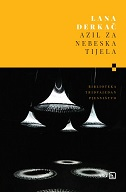 LANA
DERKAČ
AZIL ZA
NEBESKA
TIJELA
BIBLIOTEKA